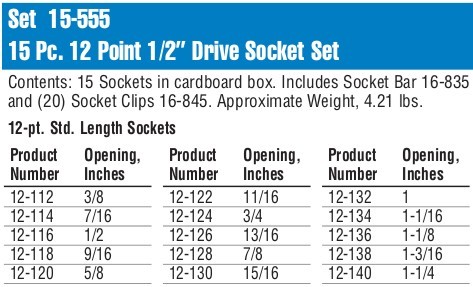 Set 15-555
15 Pc. 12 Point 1/2” Drive Socket Set
Contents: 15 Sockets in cardboard box. Includes Socket Bar 16-835
and (20) Socket Clips 16-845. Approximate Weight, 4.21 lbs.
12-pt. Std. Length Sockets
Product Opening, Product Opening, Product Opening,
Number Inches Number Inches Number Inches
12-112 3/8 12-122 11/16 12-132 1
12-114 7/16 12-124 3/4 12-134 1-1/16
12-116 1/2 12-126 13/16 12-136 1-1/8
12-118 9/16 12-128 7/8 12-138 1-3/16
12-120 5/8 12-130 15/16 12-140 1-1/4